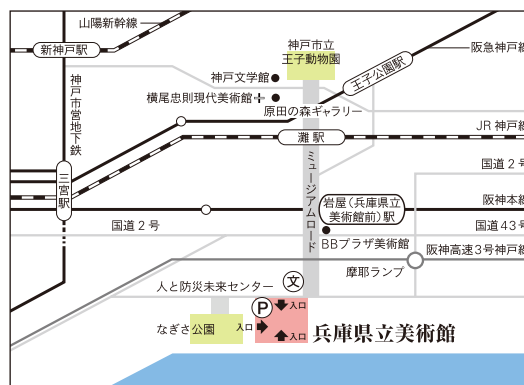 山陽新幹線
神戸市立
王子動物園
新神戸駅
阪急神戸線
王子公園駅
神戸文学館
神戸市営地下鉄
横尾忠則現代美術館
原田の森ギャラリー
JR 神戸線
灘駅
ミュージアムロード
国道 2 号
三宮駅
岩屋（兵庫県立
美術館前）駅
阪神本線
国道 2 号
国道 43号
BBプラザ美術館
阪神高速3号神戸線
摩耶ランプ
人と防災未来センター
文
P
入口
なぎさ公園
入口
入口
兵庫県立美術館